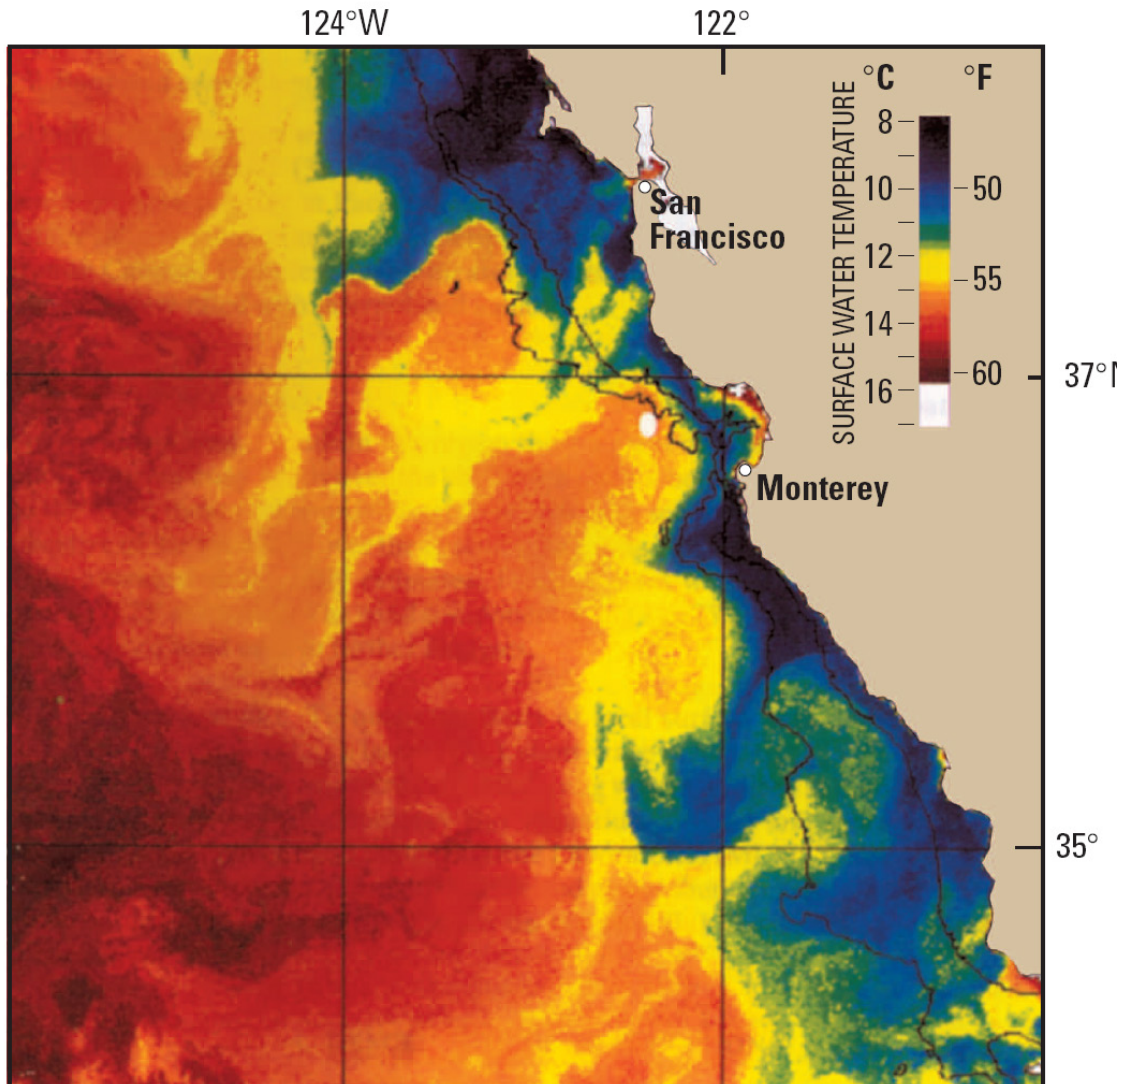 124°W
122°
°C
°F
SURFACE WATER TEMPERATURE
8
10
50
12
55
14
60
16
San
Francisco
37°N
Monterey
35°